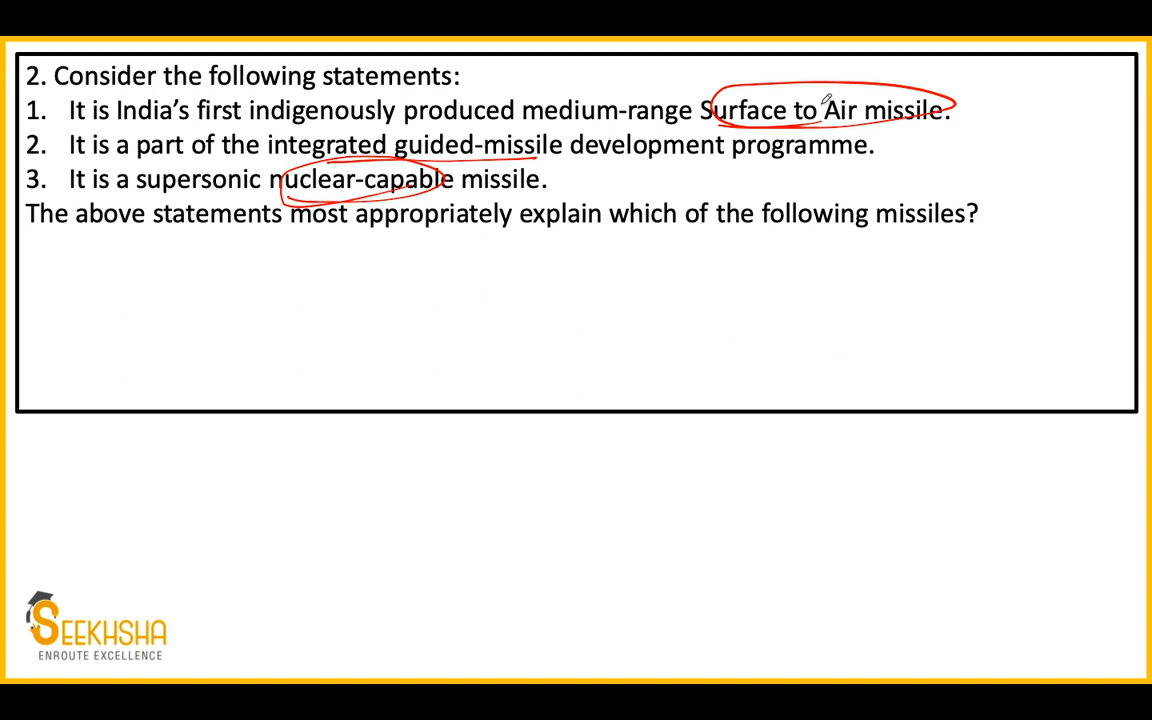 2. Consider the following statements:
1. It is India’s first indigenously produced medium-range Surface to Air missile.
2. It is a part of the integrated guided-missile development programme.
3. It is a supersonic nuclear-capable missile.
The above statements most appropriately explain which of the following missiles?
SEEKHSHA
ENROUTE EXCELLENCE